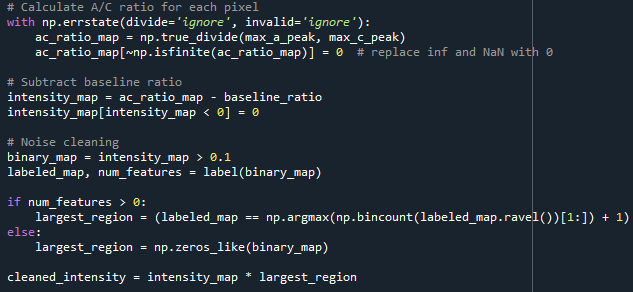 # Calculate A/C ratio for each pixel
with np.errstate(divide='ignore', invalid='ignore'):
    ac_ratio_map = np.true_divide(max_a_peak, max_c_peak)
    ac_ratio_map[~np.isfinite(ac_ratio_map)] = 0  # replace inf and NaN with 0

# Subtract baseline ratio
intensity_map = ac_ratio_map - baseline_ratio
intensity_map[intensity_map < 0] = 0

# Noise cleaning
binary_map = intensity_map > 0.1
labeled_map, num_features = label(binary_map)

if num_features > 0:
    largest_region = (labeled_map == np.argmax(np.bincount(labeled_map.ravel())[1:]) + 1)
else:
    largest_region = np.zeros_like(binary_map)

cleaned_intensity = intensity_map * largest_region